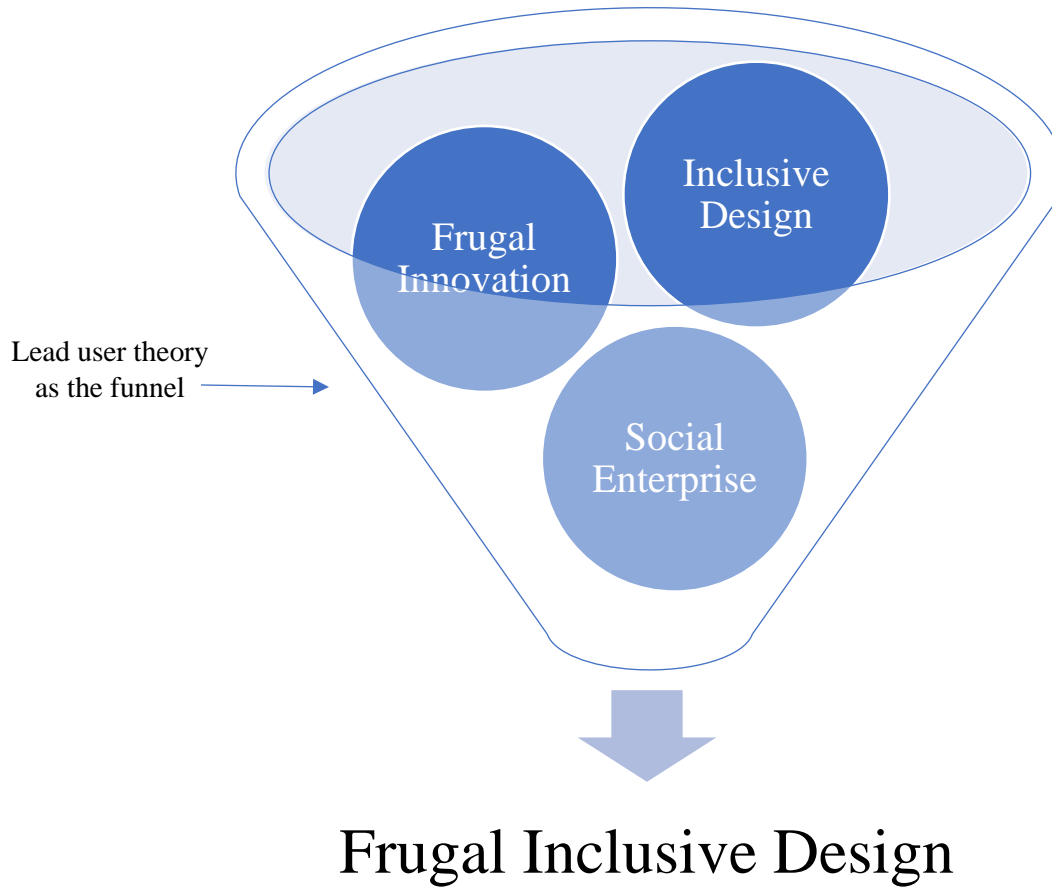 Inclusive
Design
Frugal
Innovation
Lead user theory
as the funnel
Social
Enterprise
Frugal Inclusive Design